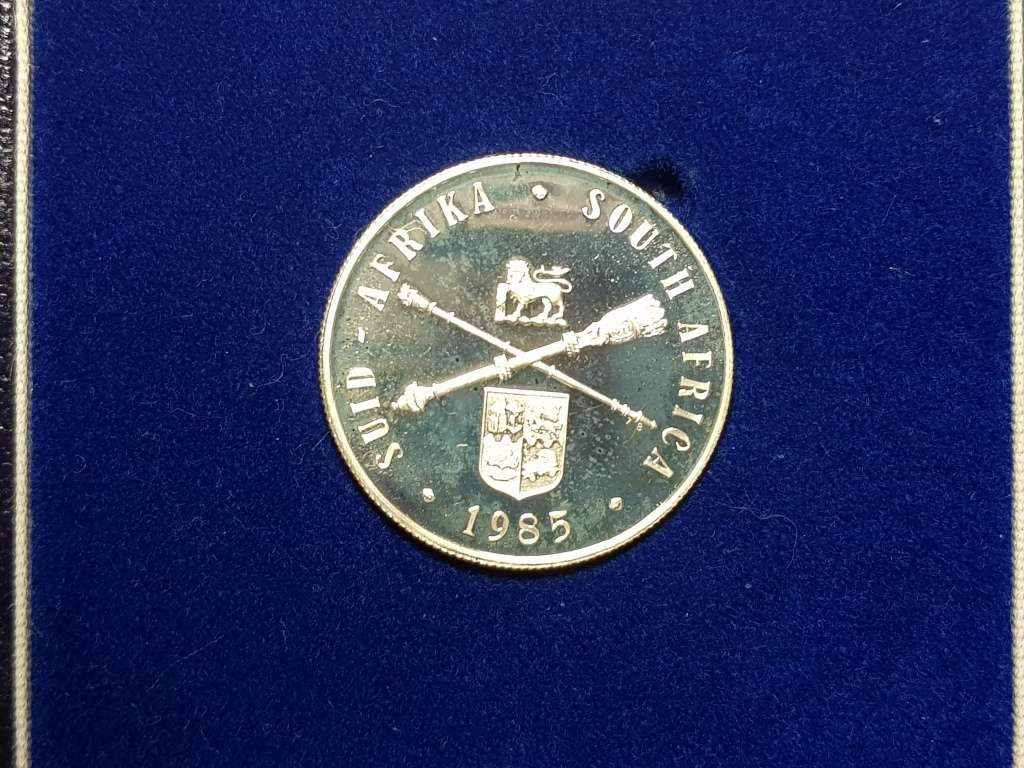 SUID-AFRIKA • SOUTH AFRICA
• 1985 •